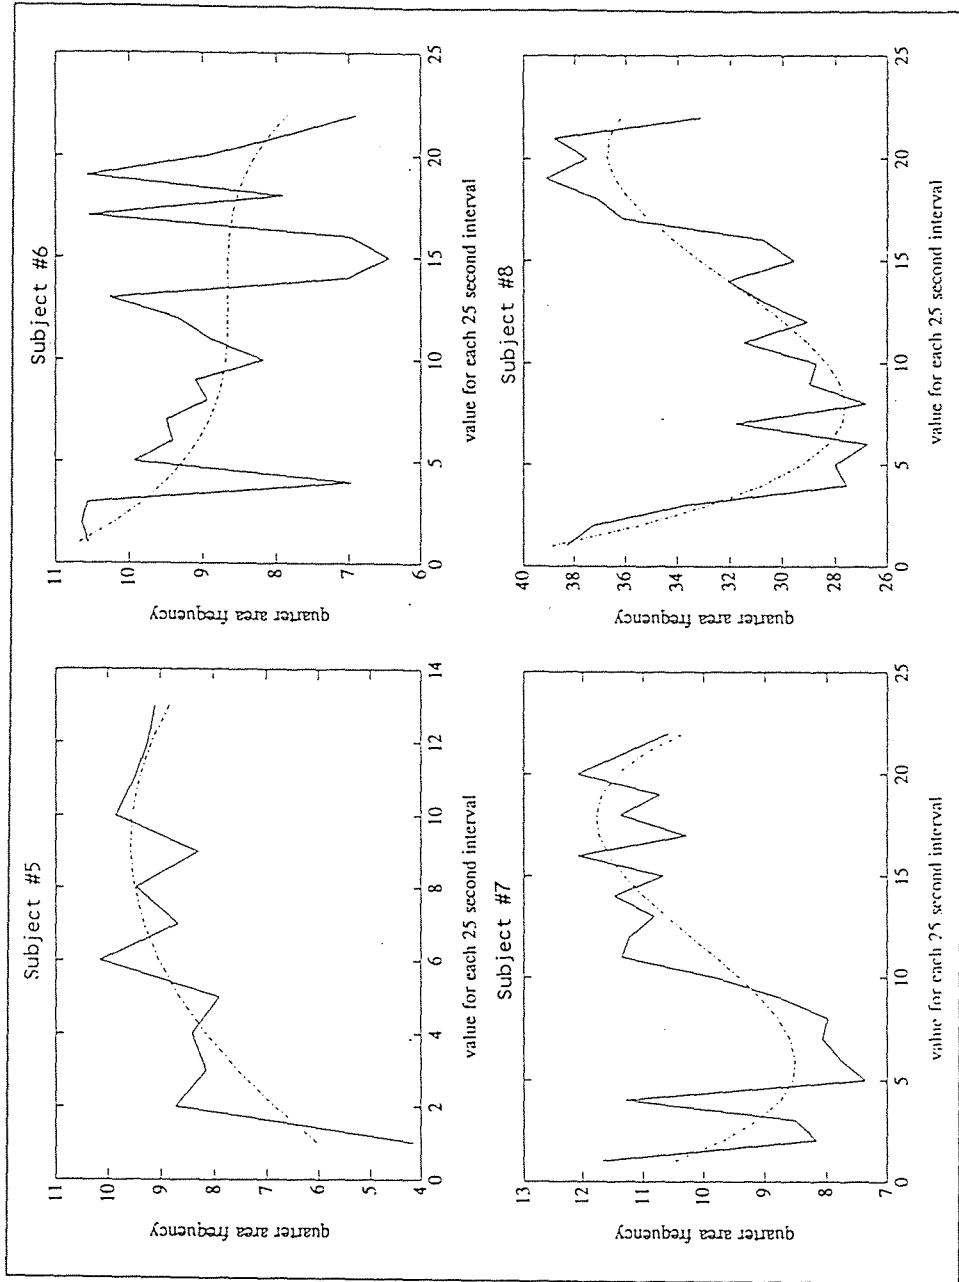 Subject #5
quarter area frequency
11
10
9
8
7
6
5
4
0 2 4 6 8 10 12 14
value for each 25 second interval
Subject #6
quarter area frequency
11
10
9
8
7
6
0 5 10 15 20 25
value for each 25 second interval
Subject #7
quarter area frequency
13
12
11
10
9
8
7
0 5 10 15 20 25
value for each 25 second interval
Subject #8
quarter area frequency
40
38
36
34
32
30
28
26
0 5 10 15 20 25
value for each 25 second interval